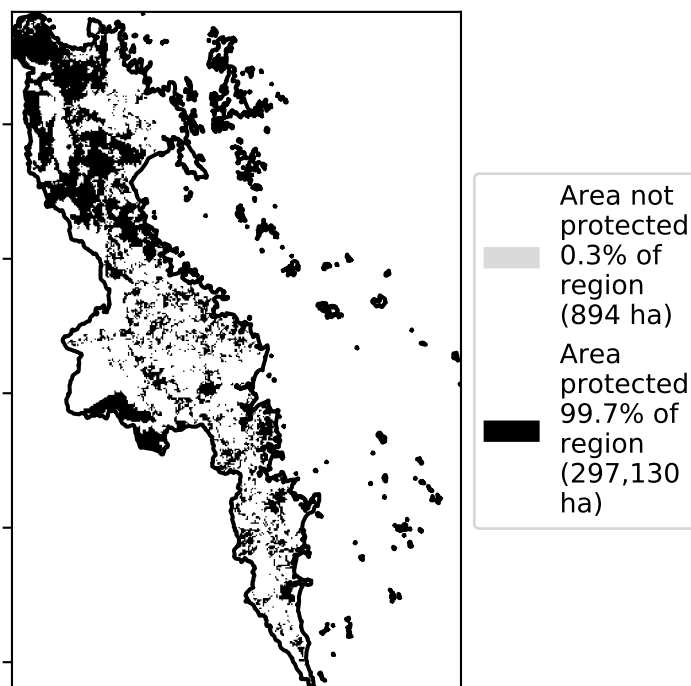 Area not
protected
0.3% of
region
(894 ha)
Area
protected
99.7% of
region
(297,130
ha)